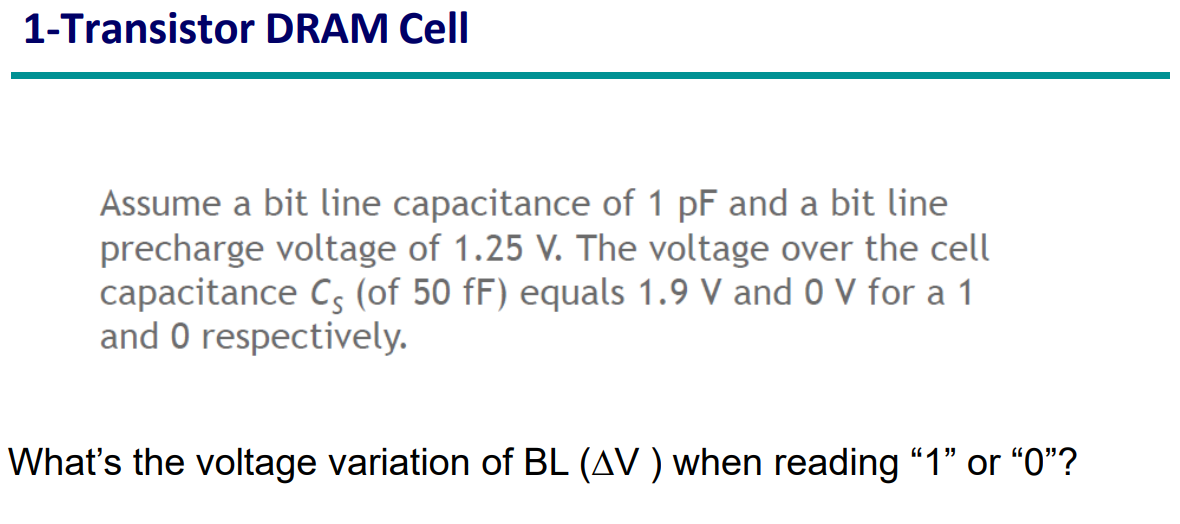 1-Transistor DRAM Cell
Assume a bit line capacitance of 1 pF and a bit line
precharge voltage of 1.25 V. The voltage over the cell
capacitance Cs (of 50 fF) equals 1.9 V and 0 V for a 1
and 0 respectively.
What’s the voltage variation of BL (△V ) when reading “1” or “0”?